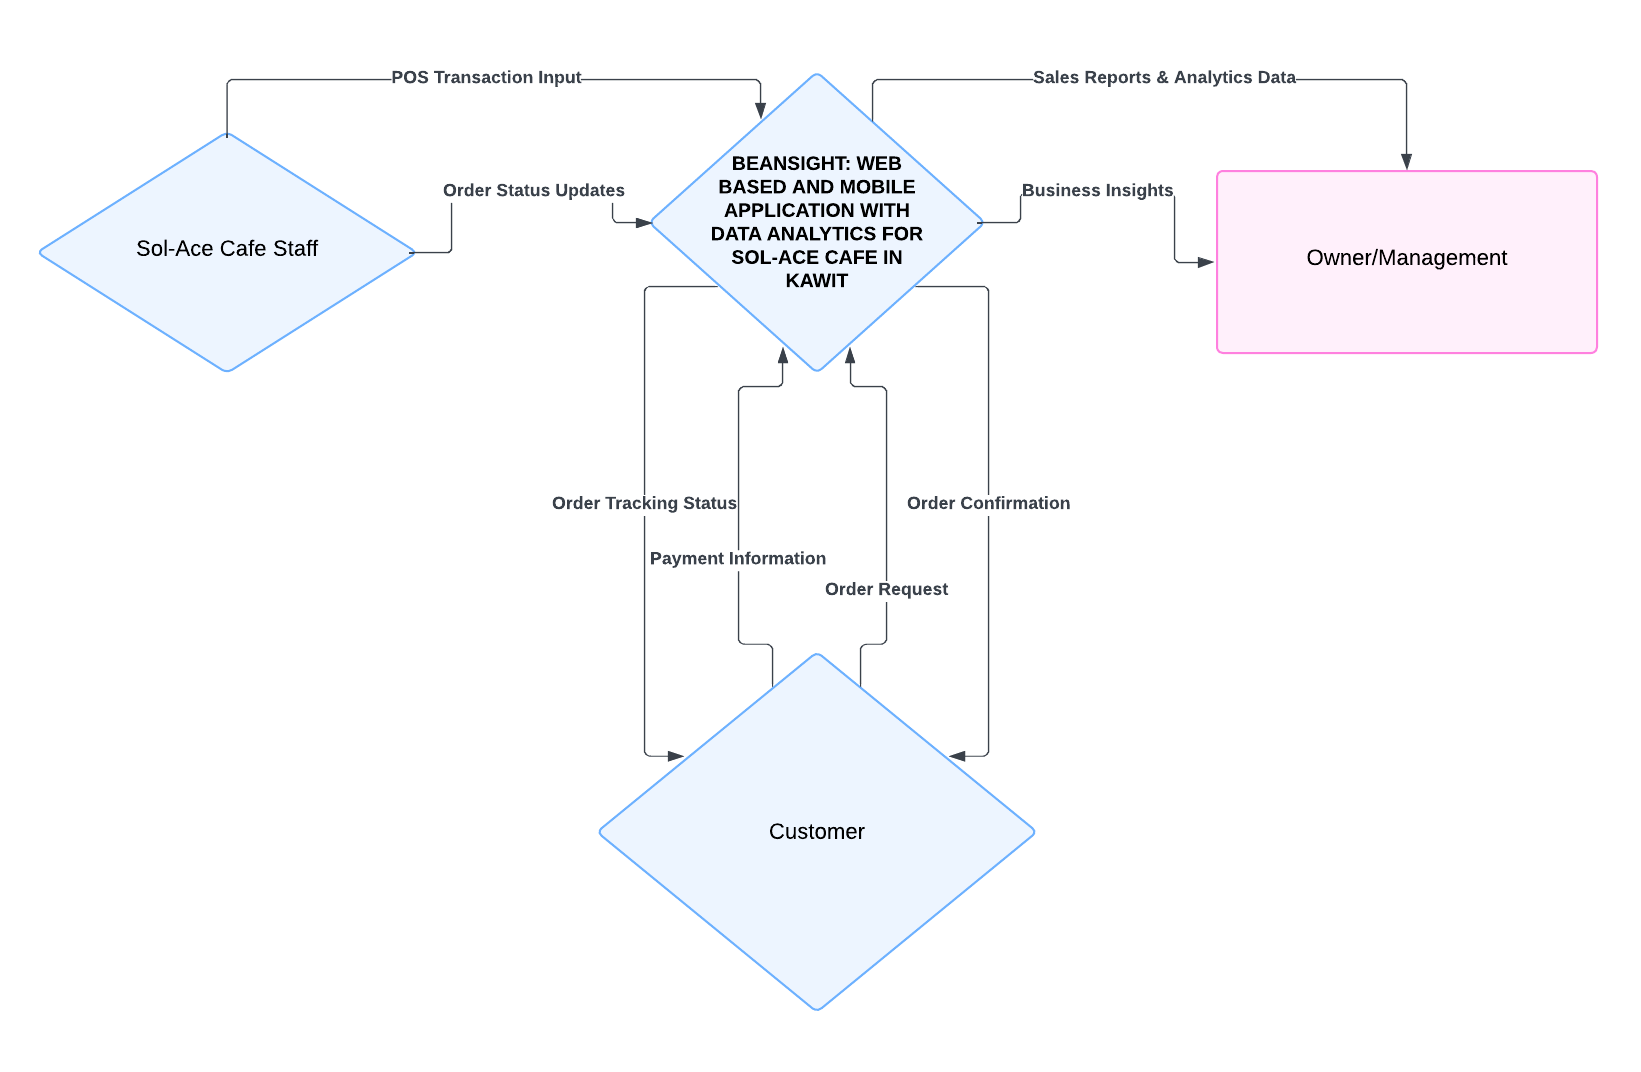 POS Transaction Input
Sales Reports & Analytics Data
Order Status Updates
Business Insights
Sol-Ace Cafe Staff
BEANSIGHT: WEB
BASED AND MOBILE
APPLICATION WITH
DATA ANALYTICS FOR
SOL-ACE CAFE IN
KAWIT
Owner/Management
Order Tracking Status
Order Confirmation
Payment Information
Order Request
Customer